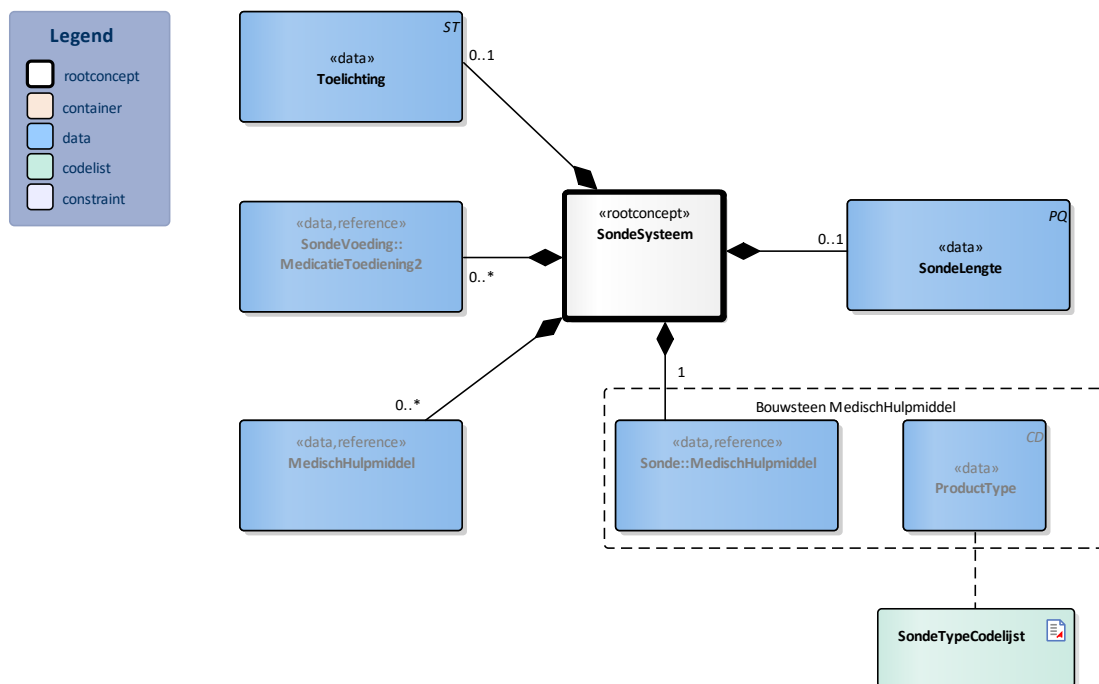 Legend
rootconcept
container
data
codelist
constraint
ST
«data»
Toelichting
0..1
«data,reference»
SondeVoeding::
MedicatieToediening2
0..*
«rootconcept»
SondeSysteem
PQ
«data»
SondeLengte
0..1
0..*
«data,reference»
MedischHulpmiddel
1
Bouwsteen MedischHulpmiddel
«data,reference»
Sonde::MedischHulpmiddel
CD
«data»
ProductType
SondeTypeCodelijst